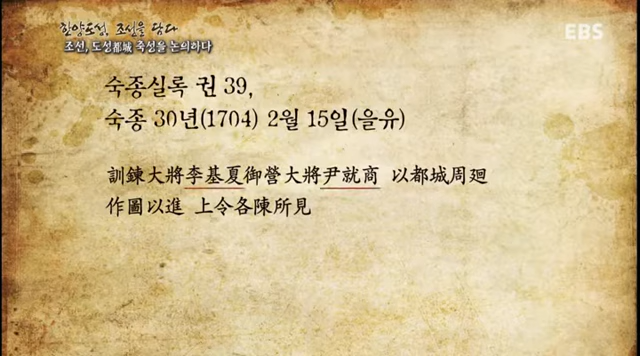 한양도성, 조선을 담다
조선, 도성都城 축성을 논의하다
EBS
숙종실록 권 39,
숙종 30년(1704) 2월 15일(을유)
訓鍊大將李基夏御營大將尹就商 以都城周廻
作圖以進 上令各陳所見